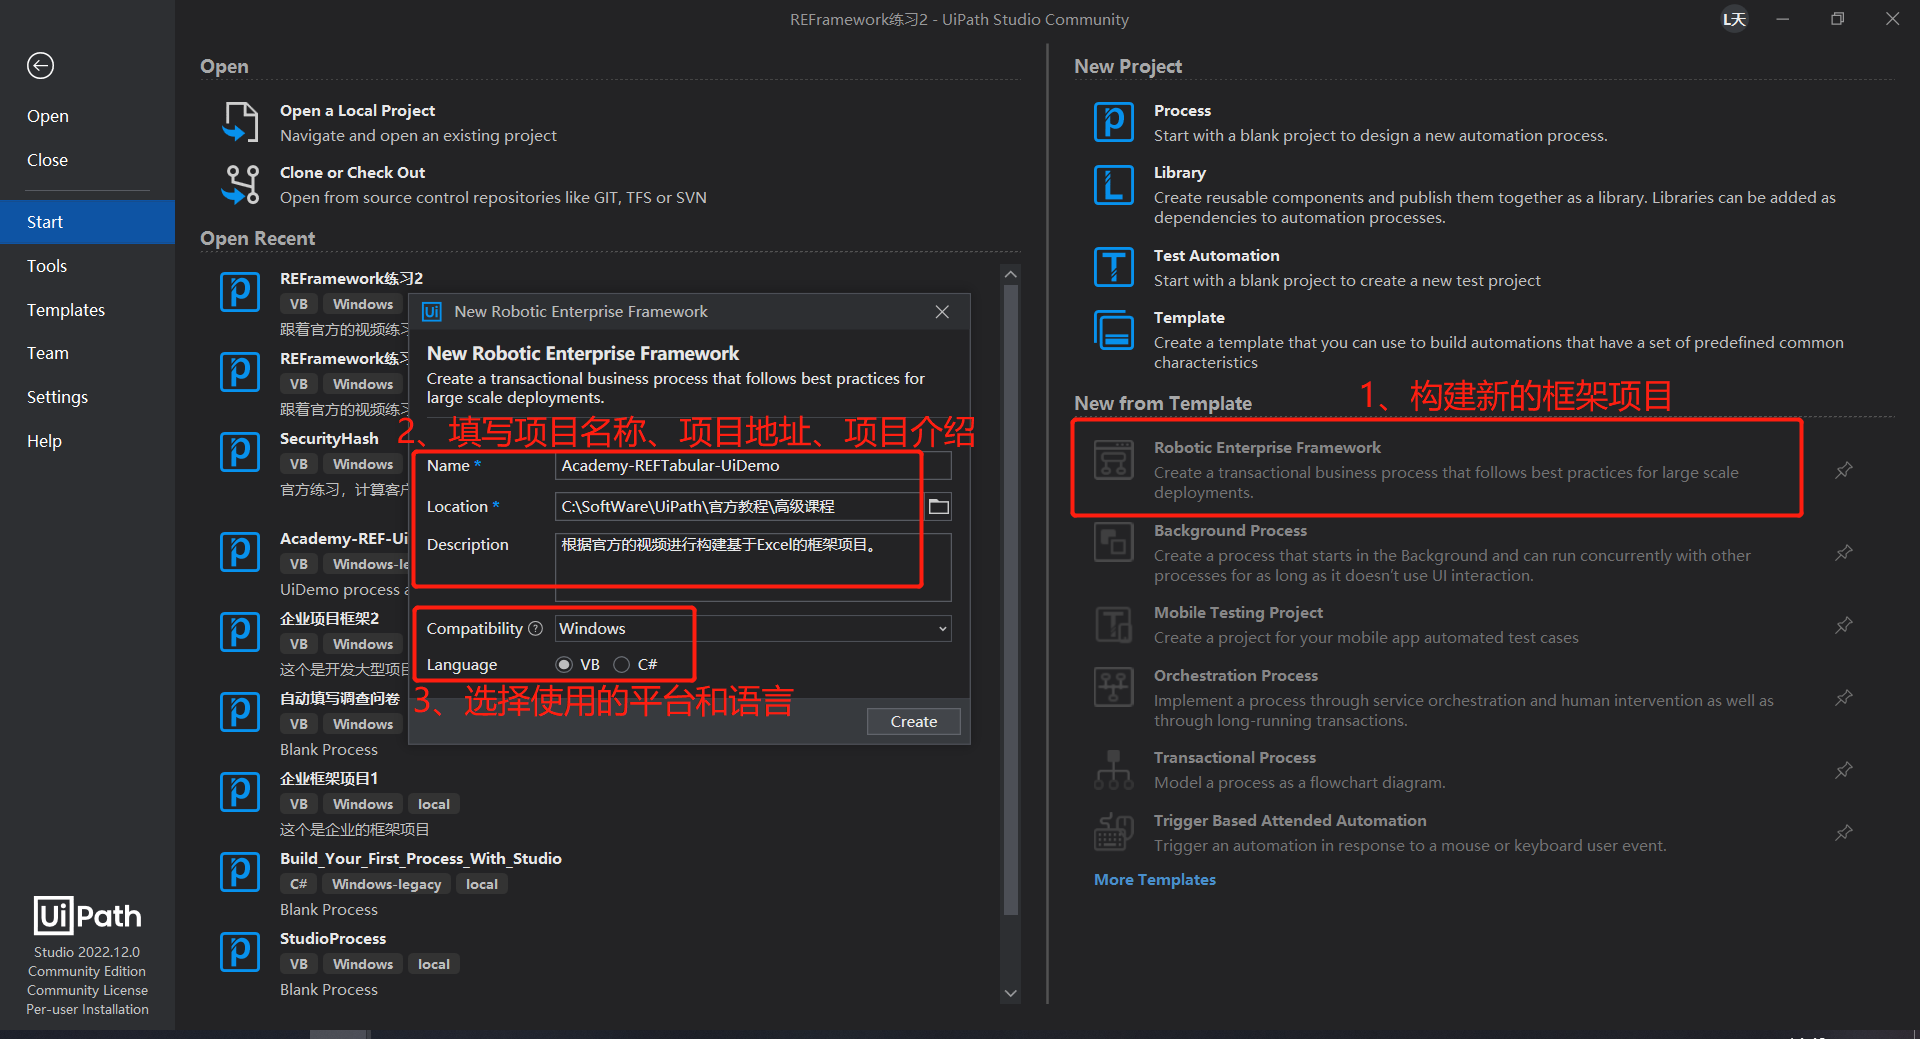 REFramework练习2 - UiPath Studio Community
L天
Open
Close
Start
Tools
Templates
Team
Settings
Help
UiPath
Studio 2022.12.0
Community Edition
Community License
Per-user Installation
Open
Open a Local Project
Navigate and open an existing project
Clone or Check Out
Open from source control repositories like GIT, TFS or SVN
Open Recent
REFramework练习2
VB Windows
跟着官方的视频练习
REFramework练习
VB Windows
跟着官方的视频练习
SecurityHash
VB Windows
官方练习，计算客户
Academy-REF-Ui
VB Windows-le
UiDemo process a
企业项目框架2
VB Windows
这个是开发大型项目
自动填写调查问卷
VB Windows
Blank Process
企业框架项目1
VB Windows local
这个是企业的框架项目
Build_Your_First_Process_With_Studio
C# Windows-legacy local
Blank Process
StudioProcess
VB Windows local
Blank Process
Ui New Robotic Enterprise Framework
New Robotic Enterprise Framework
Create a transactional business process that follows best practices for
large scale deployments.
2、填写项目名称、项目地址、项目介绍
Name * Academy-REFTabular-UiDemo
Location * C:\SoftWare\UiPath\官方教程\高级课程
Description 根据官方的视频进行构建基于Excel的框架项目。
Compatibility ? Windows
Language VB C#
3、选择使用的平台和语言
Create
New Project
Process
Start with a blank project to design a new automation process.
Library
Create reusable components and publish them together as a library. Libraries can be added as
dependencies to automation processes.
Test Automation
Start with a blank project to create a new test project
Template
Create a template that you can use to build automations that have a set of predefined common
characteristics
1、构建新的框架项目
New from Template
Robotic Enterprise Framework
Create a transactional business process that follows best practices for large scale
deployments.
Background Process
Create a process that starts in the Background and can run concurrently with other
processes for as long as it doesn't use UI interaction.
Mobile Testing Project
Create a project for your mobile app automated test cases
Orchestration Process
Implement a process through service orchestration and human intervention as well as
through long-running transactions.
Transactional Process
Model a process as a flowchart diagram.
Trigger Based Attended Automation
Trigger an automation in response to a mouse or keyboard user event.
More Templates